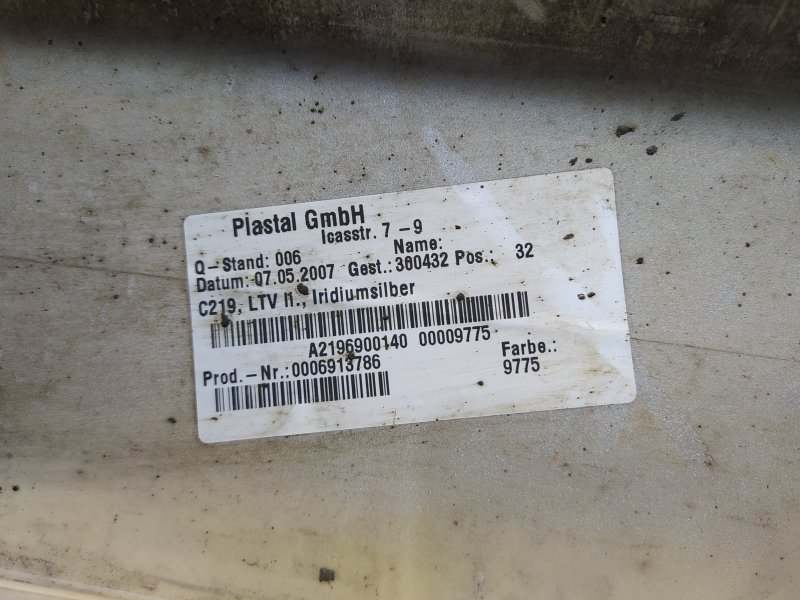 Plastal GmbH
Icasstr. 7 -9
Q-Stand: 006 Name:
Datum: 07.05.2007 Gest.: 360432 Pos.: 32
C219, LTV h., Iridiumsilber
A2196900140 00009775
Prod.-Nr.:0006913786 Farbe.:
9775